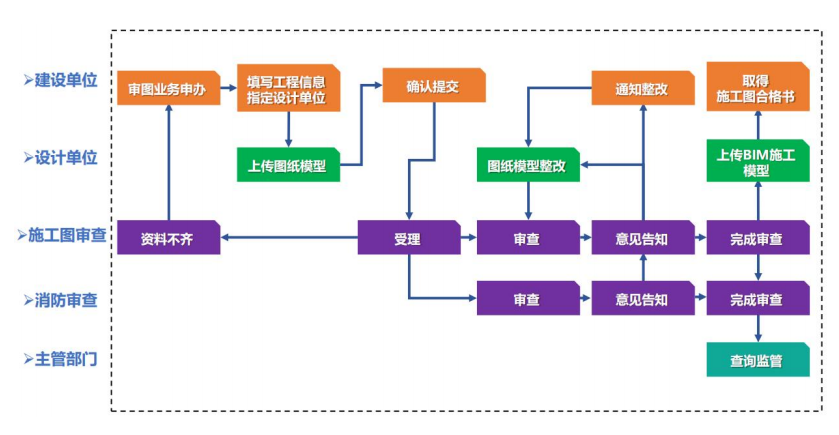 ➢建设单位
审图业务申办
填写工程信息
指定设计单位
确认提交
通知整改
取得
施工图合格书
➢设计单位
上传图纸模型
图纸模型整改
上传BIM施工
模型
➢施工图审查
资料不齐
受理
审查
意见告知
完成审查
➢消防审查
审查
意见告知
完成审查
➢主管部门
查询监管